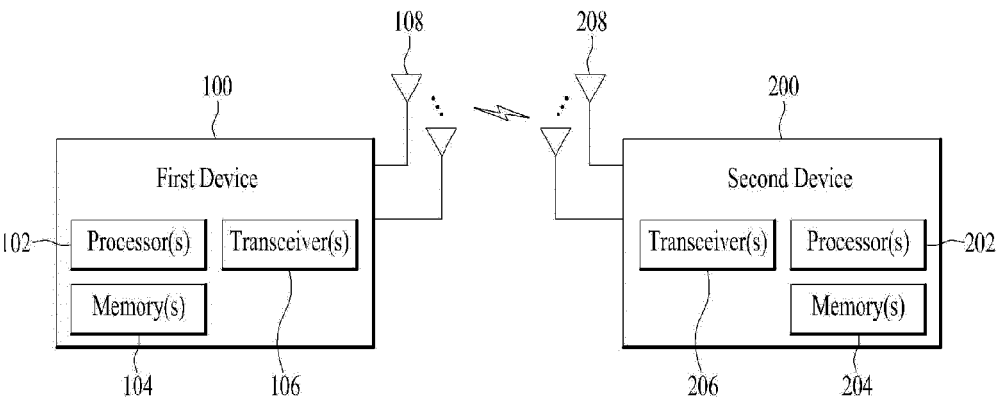 108 208
100 200
First Device Second Device
102 Processor(s) Transceiver(s) Transceiver(s) Processor(s) 202
Memory(s) Memory(s)
104 106 206 204